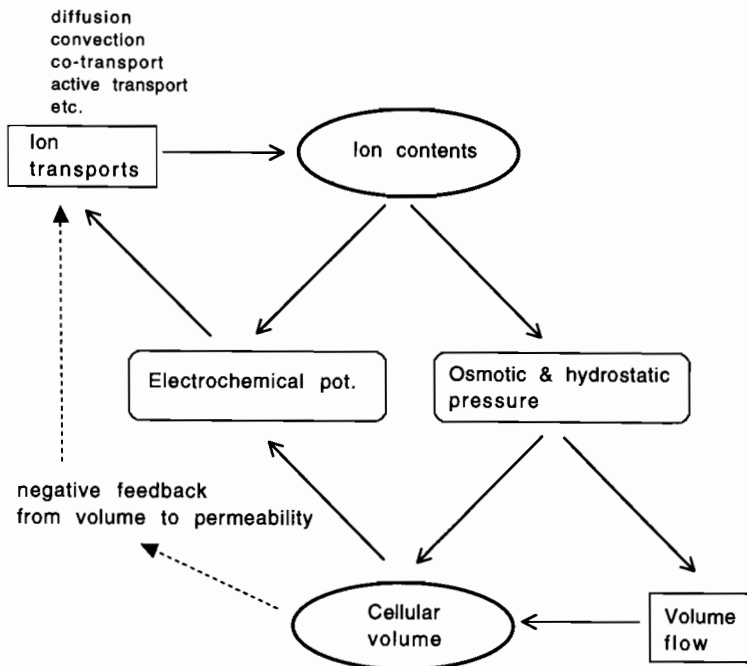 diffusion
convection
co-transport
active transport
etc.
Ion
transports
Ion contents
Electrochemical pot.
Osmotic & hydrostatic
pressure
negative feedback
from volume to permeability
Cellular
volume
Volume
flow